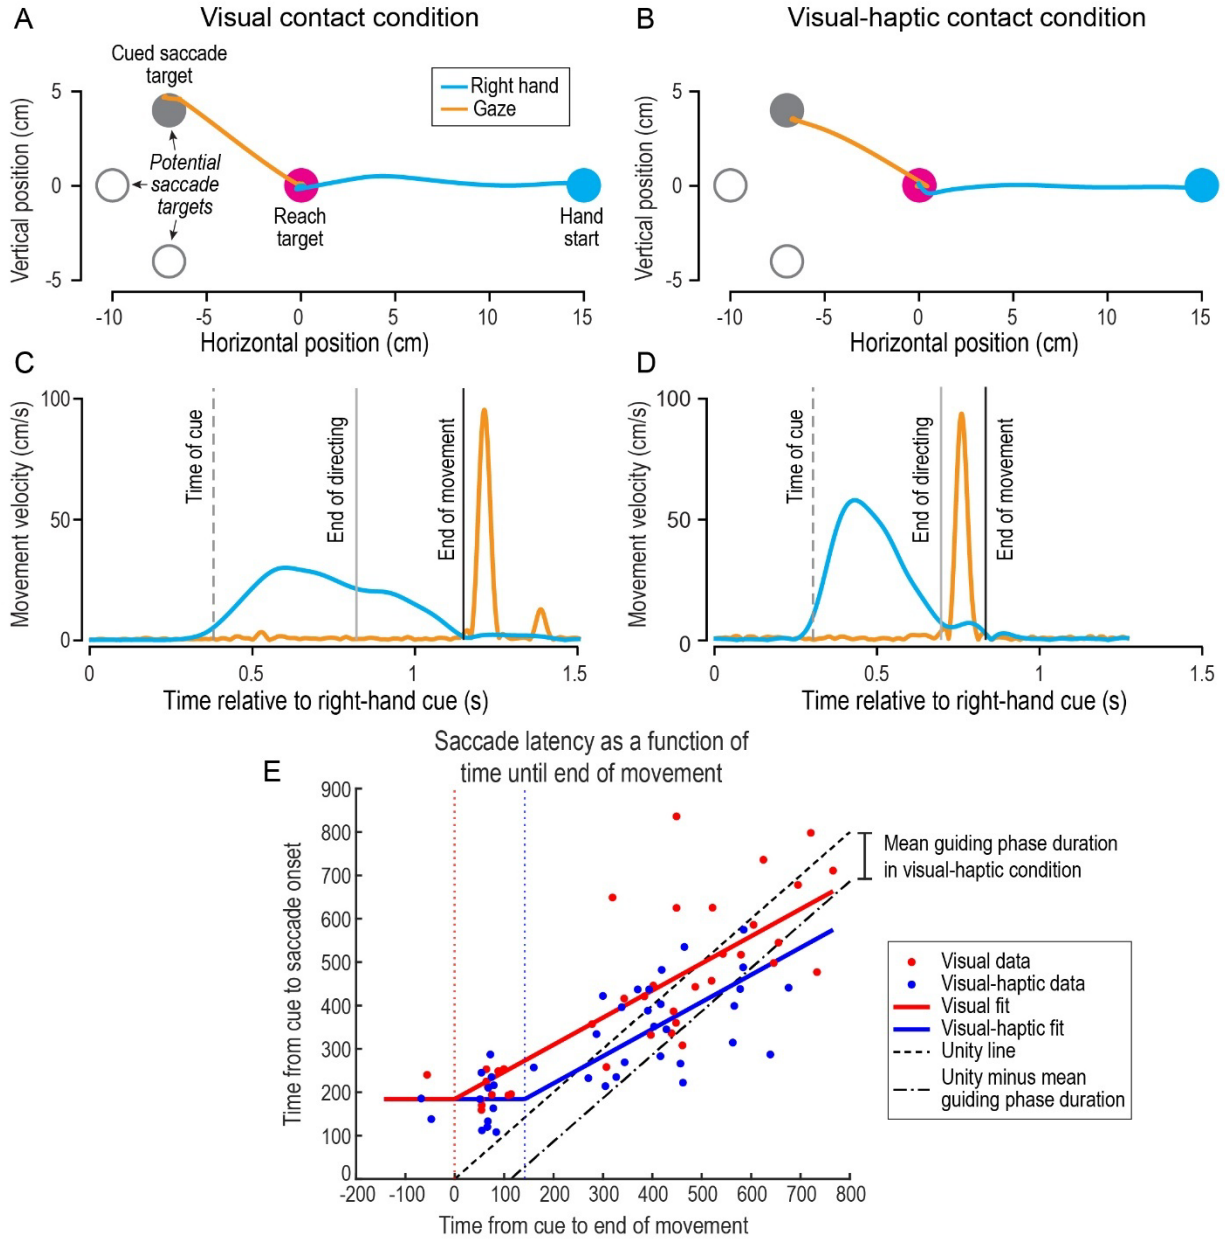 A
Visual contact condition
Cued saccade
target
Right hand
Gaze
Potential
saccade
targets
Reach
target
Hand
start
Vertical position (cm)
5
0
-5
-10
-5
0
5
10
15
Horizontal position (cm)
B
Visual-haptic contact condition
Vertical position (cm)
5
0
-5
-10
-5
0
5
10
15
Horizontal position (cm)
C
Movement velocity (cm/s)
100
50
0
Time of cue
End of directing
End of movement
0
0.5
1
1.5
Time relative to right-hand cue (s)
D
Movement velocity (cm/s)
100
50
0
Time of cue
End of directing
End of movement
0
0.5
1
1.5
Time relative to right-hand cue (s)
E
Saccade latency as a function of
time until end of movement
Time from cue to saccade onset
900
800
700
600
500
400
300
200
100
0
-200
-100
0
100
200
300
400
500
600
700
800
Time from cue to end of movement
Mean guiding phase duration
in visual-haptic condition
Visual data
Visual-haptic data
Visual fit
Visual-haptic fit
Unity line
Unity minus mean
guiding phase duration